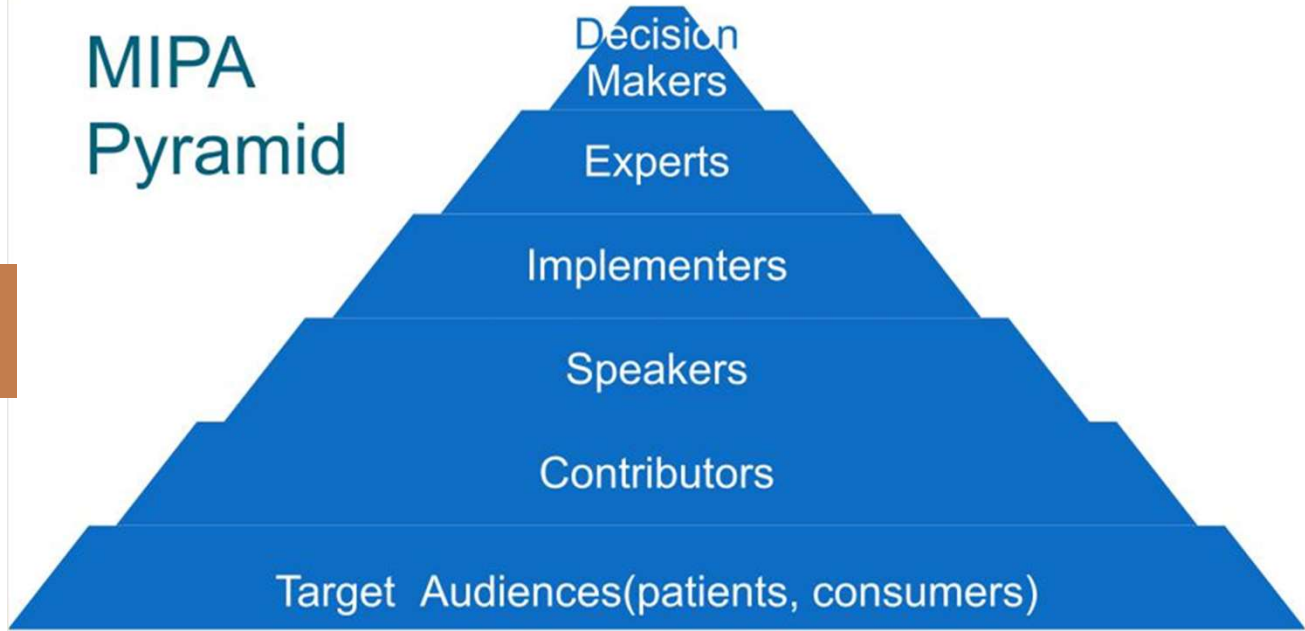 MIPA
Pyramid
Decision
Makers
Experts
Implementers
Speakers
Contributors
Target  Audiences(patients, consumers)